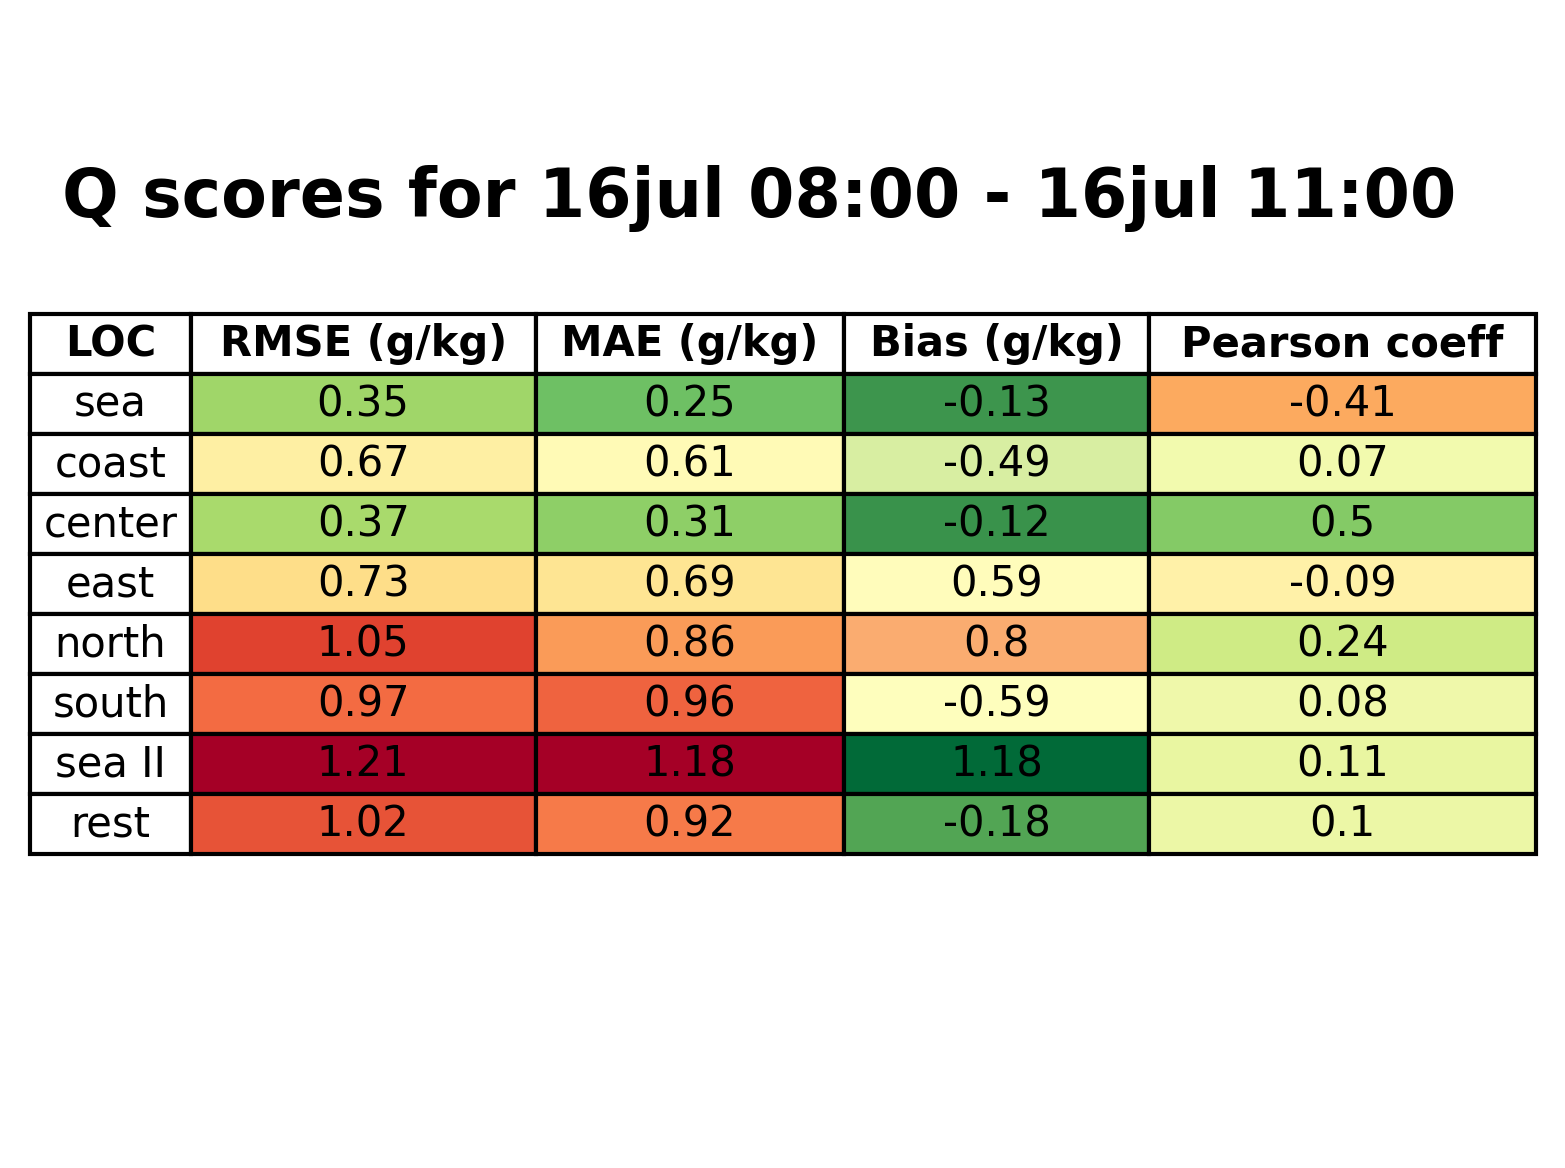 Q scores for 16jul 08:00 - 16jul 11:00
LOC RMSE (g/kg) MAE (g/kg) Bias (g/kg) Pearson coeff
sea 0.35 0.25 -0.13 -0.41
coast 0.67 0.61 -0.49 0.07
center 0.37 0.31 -0.12 0.5
east 0.73 0.69 0.59 -0.09
north 1.05 0.86 0.8 0.24
south 0.97 0.96 -0.59 0.08
sea II 1.21 1.18 1.18 0.11
rest 1.02 0.92 -0.18 0.1